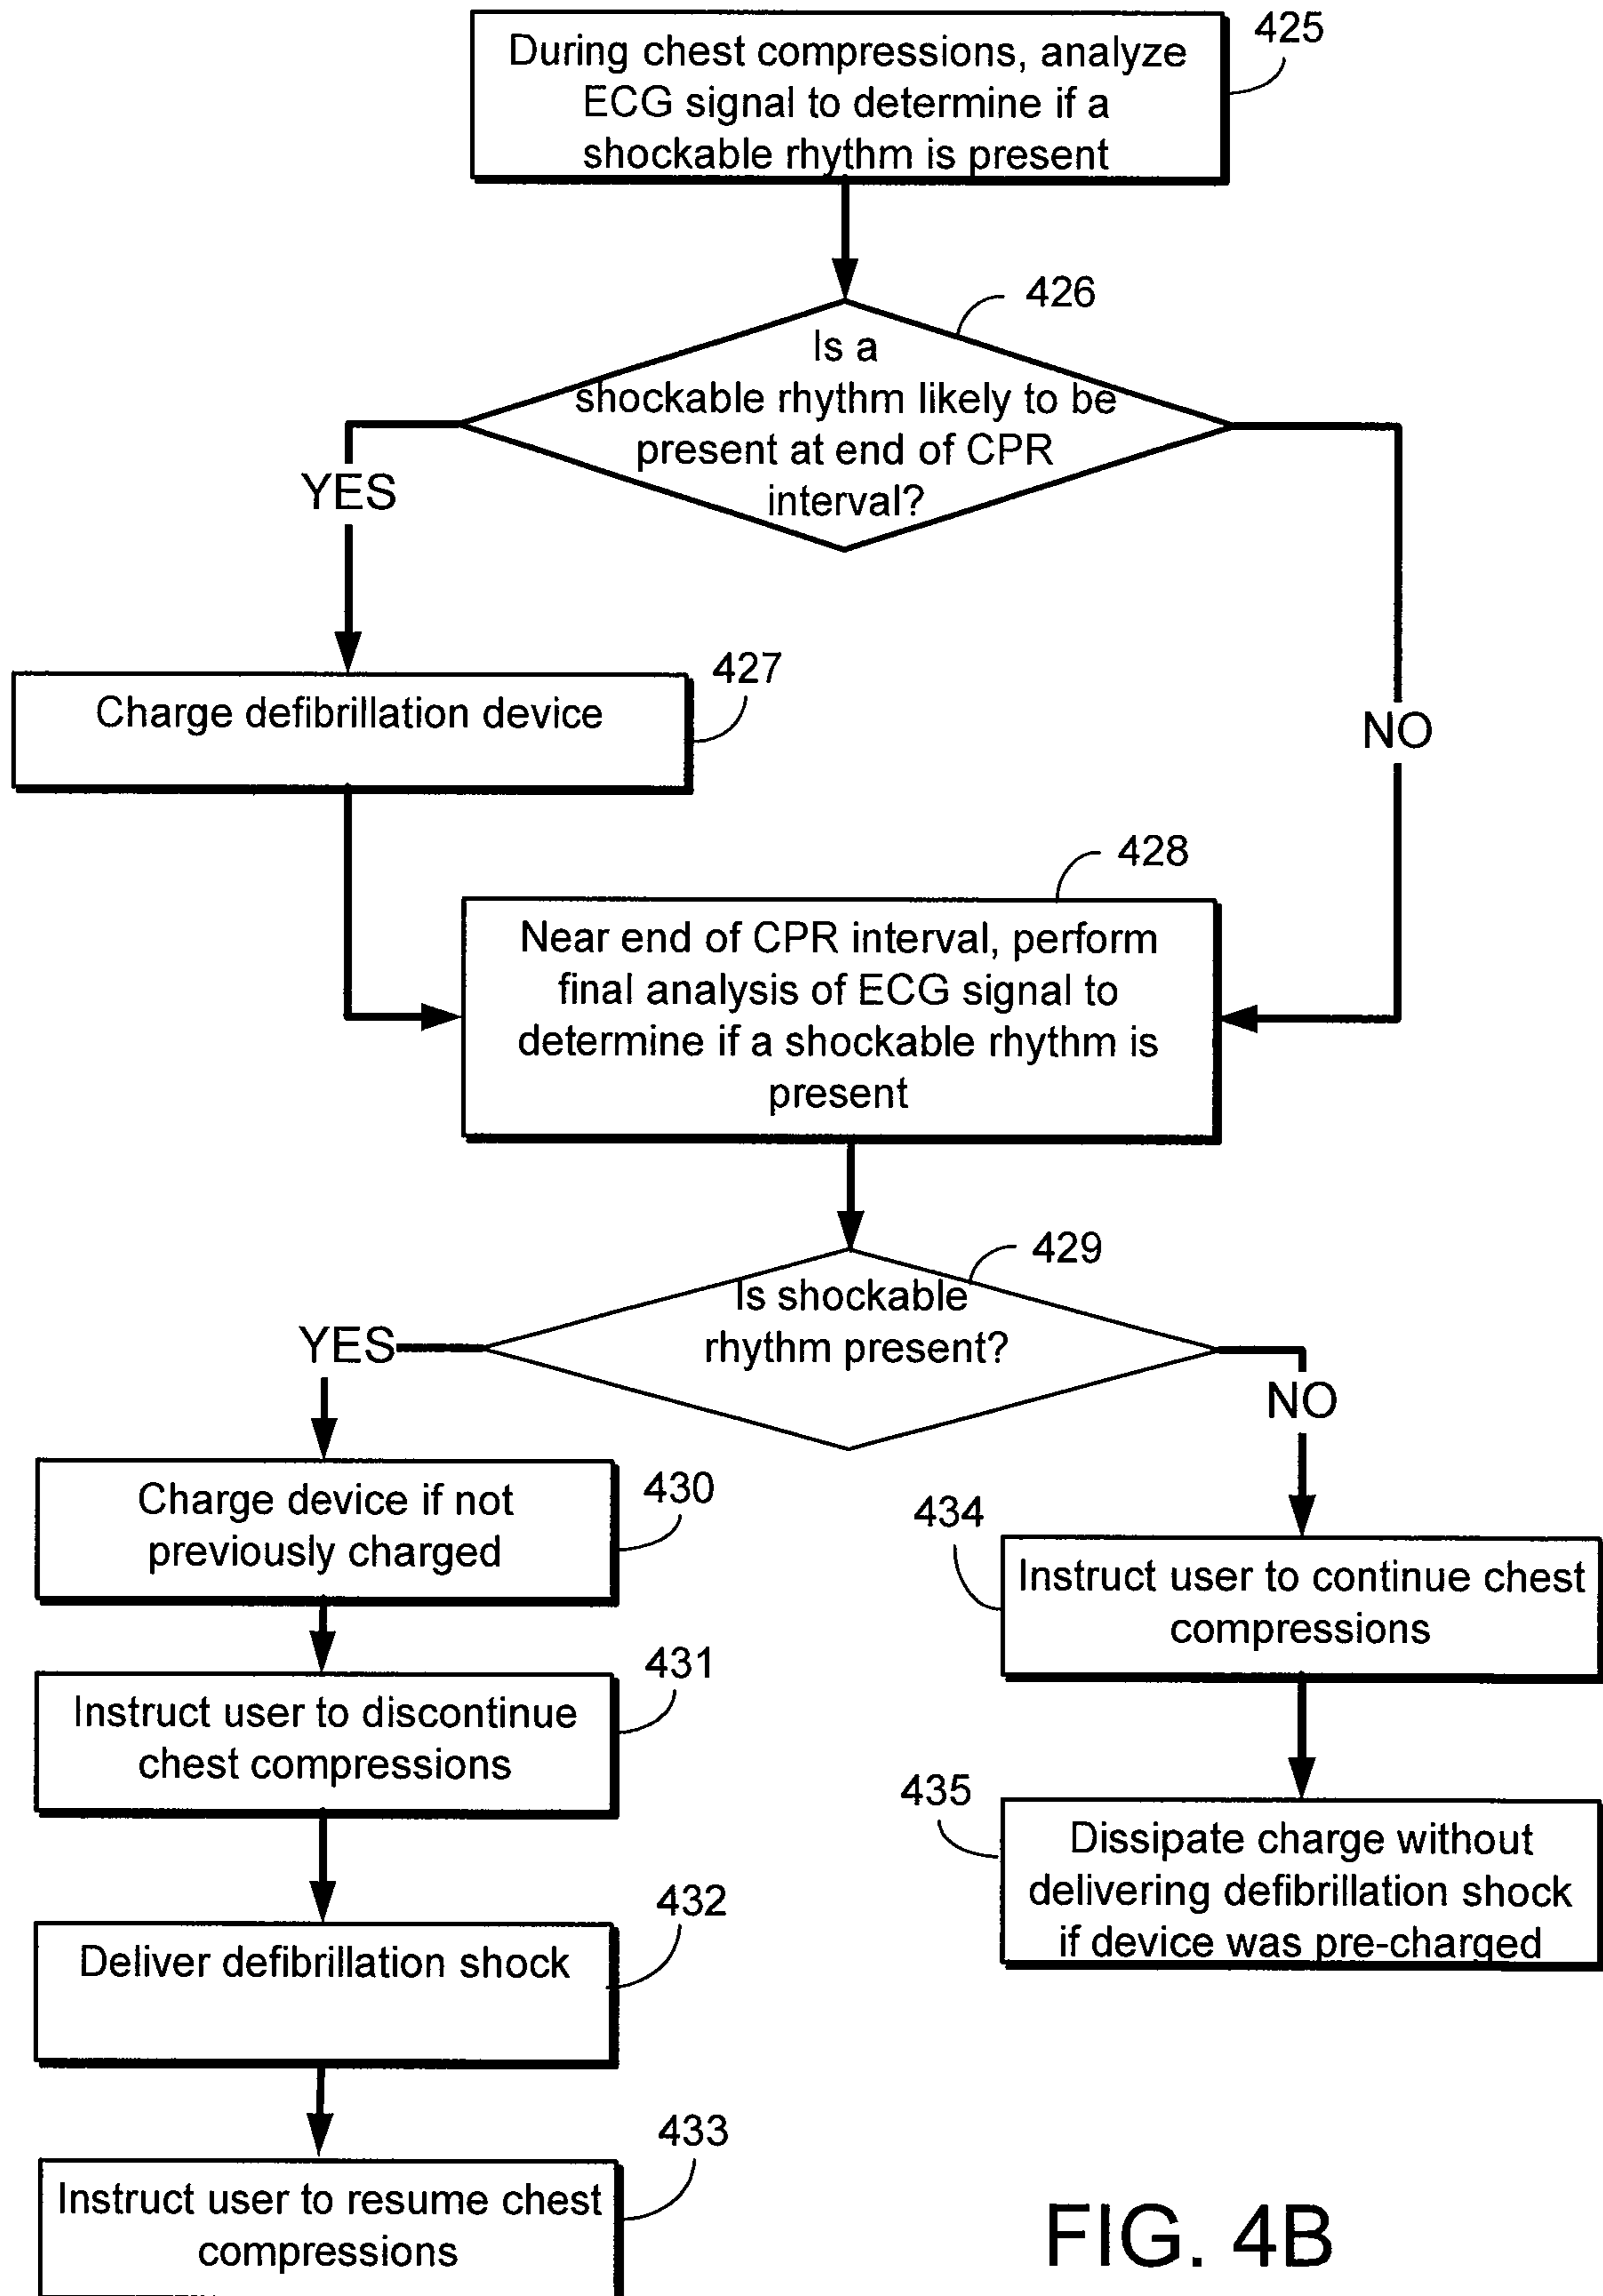 425
During chest compressions, analyze
ECG signal to determine if a
shockable rhythm is present
426
Is a
shockable rhythm likely to be
present at end of CPR
interval?
YES
NO
427
Charge defibrillation device
428
Near end of CPR interval, perform
final analysis of ECG signal to
determine if a shockable rhythm is
present
429
Is shockable
rhythm present?
YES
NO
430
Charge device if not
previously charged
434
Instruct user to continue chest
compressions
431
Instruct user to discontinue
chest compressions
435
Dissipate charge without
delivering defibrillation shock
if device was pre-charged
432
Deliver defibrillation shock
433
Instruct user to resume chest
compressions
FIG. 4B